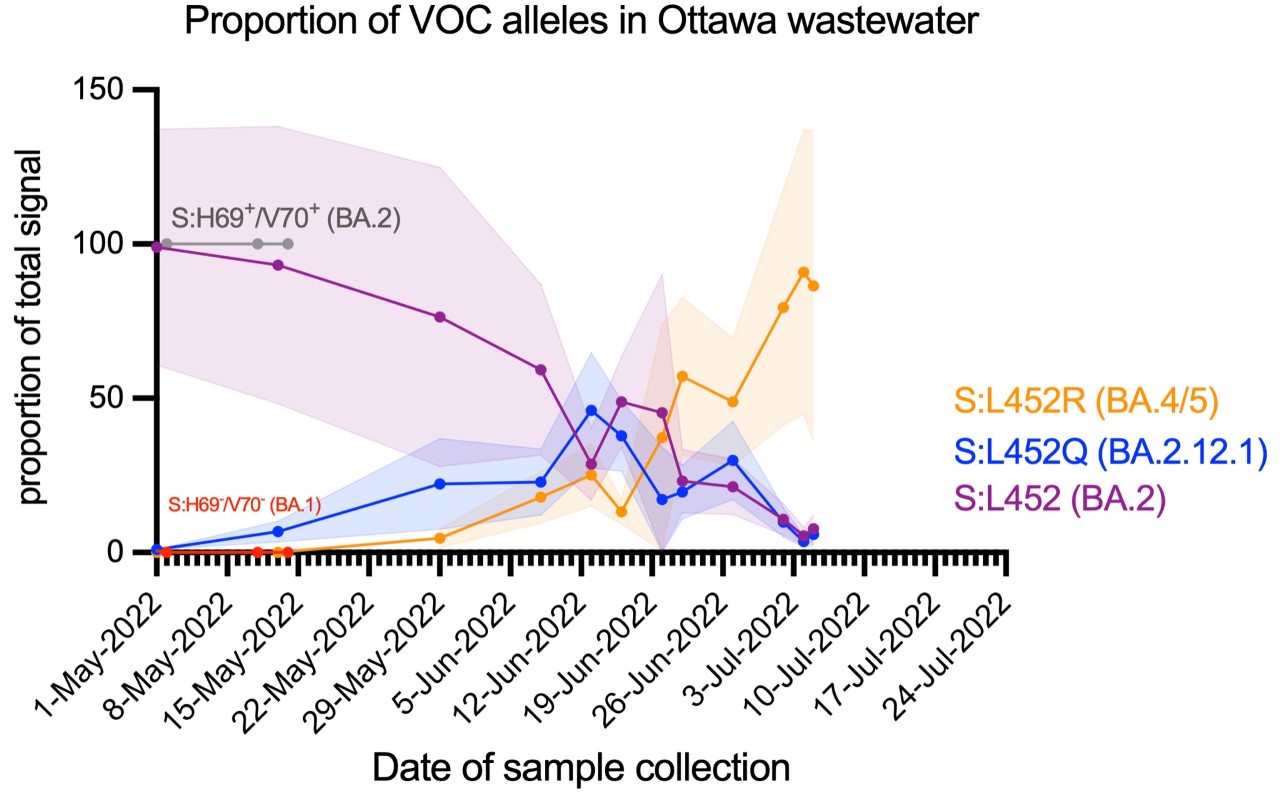 Proportion of VOC alleles in Ottawa wastewater
150
100
50
0
proportion of total signal
S:H69⁺/V70⁺ (BA.2)
S:H69⁻/V70⁻ (BA.1)
S:L452R (BA.4/5)
S:L452Q (BA.2.12.1)
S:L452 (BA.2)
1-May-2022
8-May-2022
15-May-2022
22-May-2022
29-May-2022
5-Jun-2022
12-Jun-2022
19-Jun-2022
26-Jun-2022
3-Jul-2022
10-Jul-2022
17-Jul-2022
24-Jul-2022
Date of sample collection